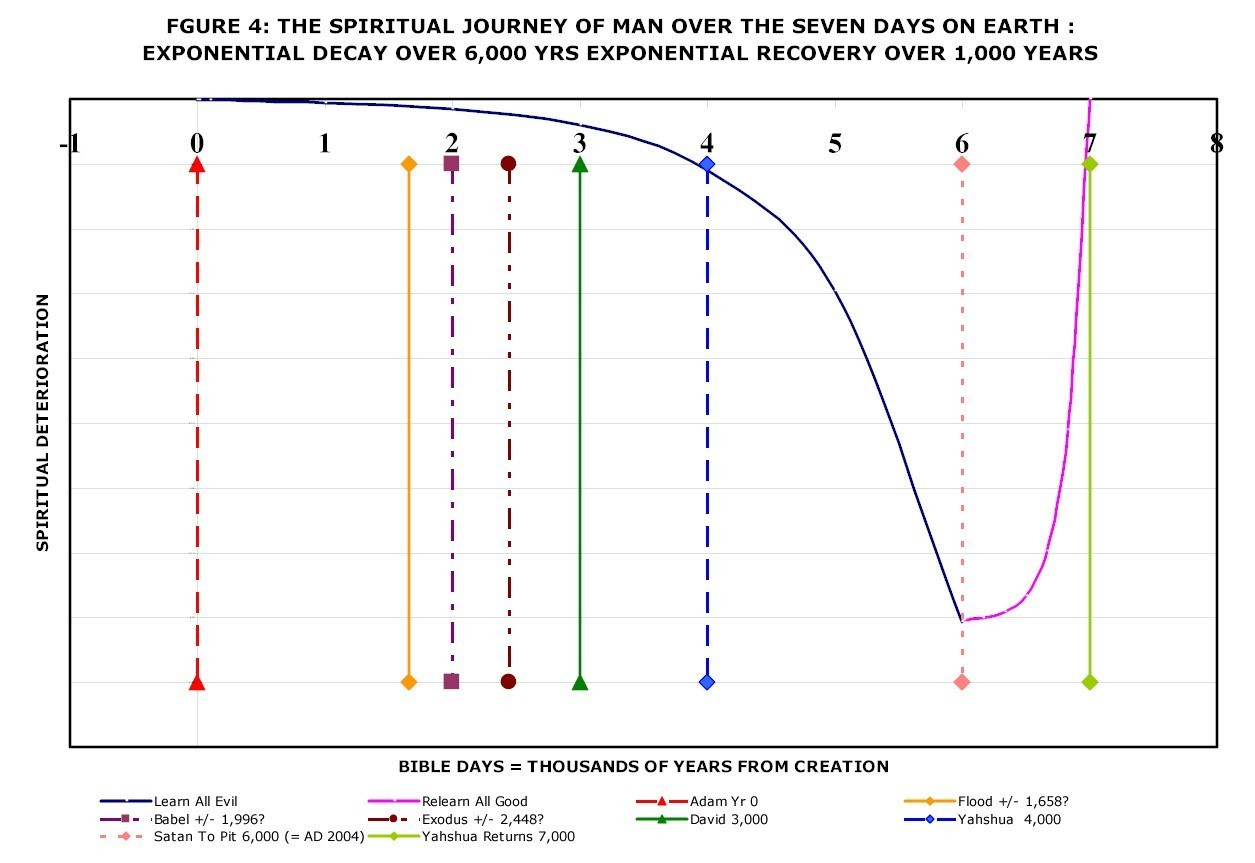 FGURE 4: THE SPIRITUAL JOURNEY OF MAN OVER THE SEVEN DAYS ON EARTH :
EXPONENTIAL DECAY OVER 6,000 YRS EXPONENTIAL RECOVERY OVER 1,000 YEARS
-1 0 1 2 3 4 5 6 7 8
SPIRITUAL DETERIORATION
BIBLE DAYS = THOUSANDS OF YEARS FROM CREATION
Learn All Evil Relearn All Good Adam Yr 0 Flood +/- 1,658?
Babel +/- 1,996? Exodus +/- 2,448? David 3,000 Yahshua 4,000
Satan To Pit 6,000 (= AD 2004) Yahshua Returns 7,000